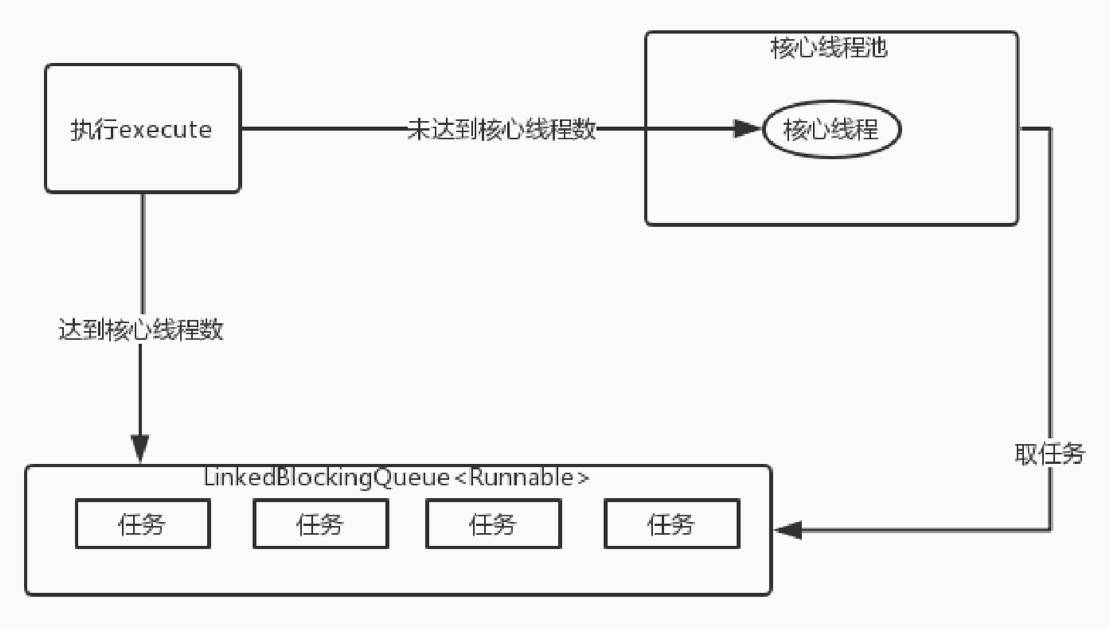 核心线程池
执行execute
未达到核心线程数
核心线程
达到核心线程数
取任务
LinkedBlockingQueue<Runnable>
任务
任务
任务
任务